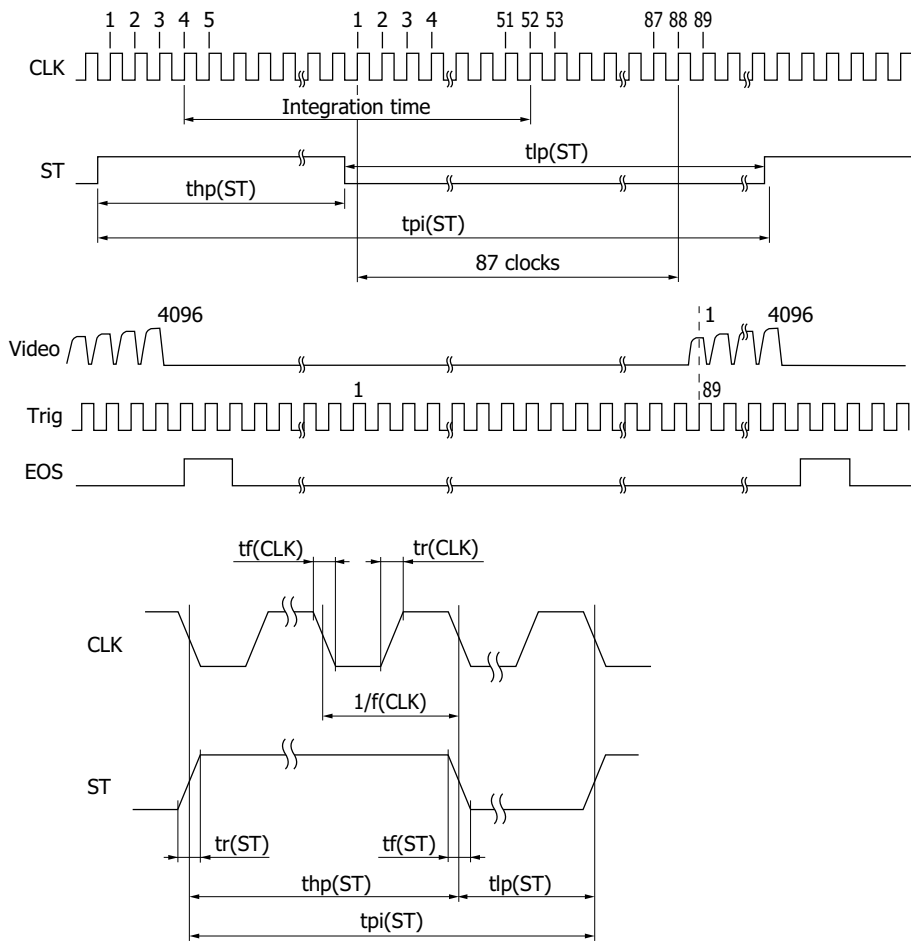 1 2 3 4 5 1 2 3 4 51 52 53 87 88 89
CLK
Integration time
ST
tlp(ST)
thp(ST)
tpi(ST)
87 clocks
4096 1 4096
Video
1 89
Trig
EOS
tf(CLK) tr(CLK)
CLK
1/f(CLK)
ST
tr(ST) tf(ST)
thp(ST) tlp(ST)
tpi(ST)